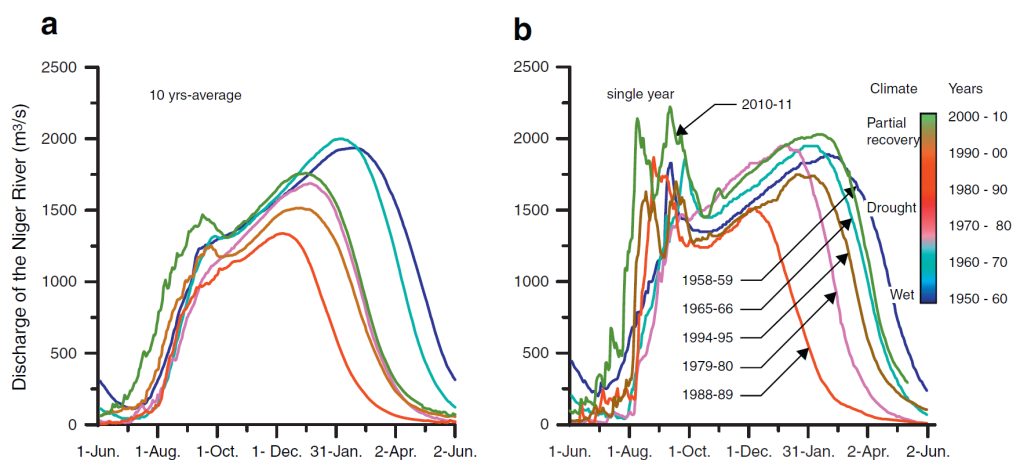 a
b
Discharge of the Niger River (m³/s)
2500
2000
1500
1000
500
0
10 yrs-average
1-Jun. 1-Aug. 1-Oct. 1- Dec. 31-Jan. 2-Apr. 2-Jun.
2500
2000
1500
1000
500
0
single year
2010-11
1958-59
1965-66
1994-95
1979-80
1988-89
1-Jun. 1-Aug. 1-Oct. 1-Dec. 31-Jan. 2-Apr. 2-Jun.
Climate Years
Partial
recovery
Drought
Wet
2000 - 10
1990 - 00
1980 - 90
1970 - 80
1960 - 70
1950 - 60